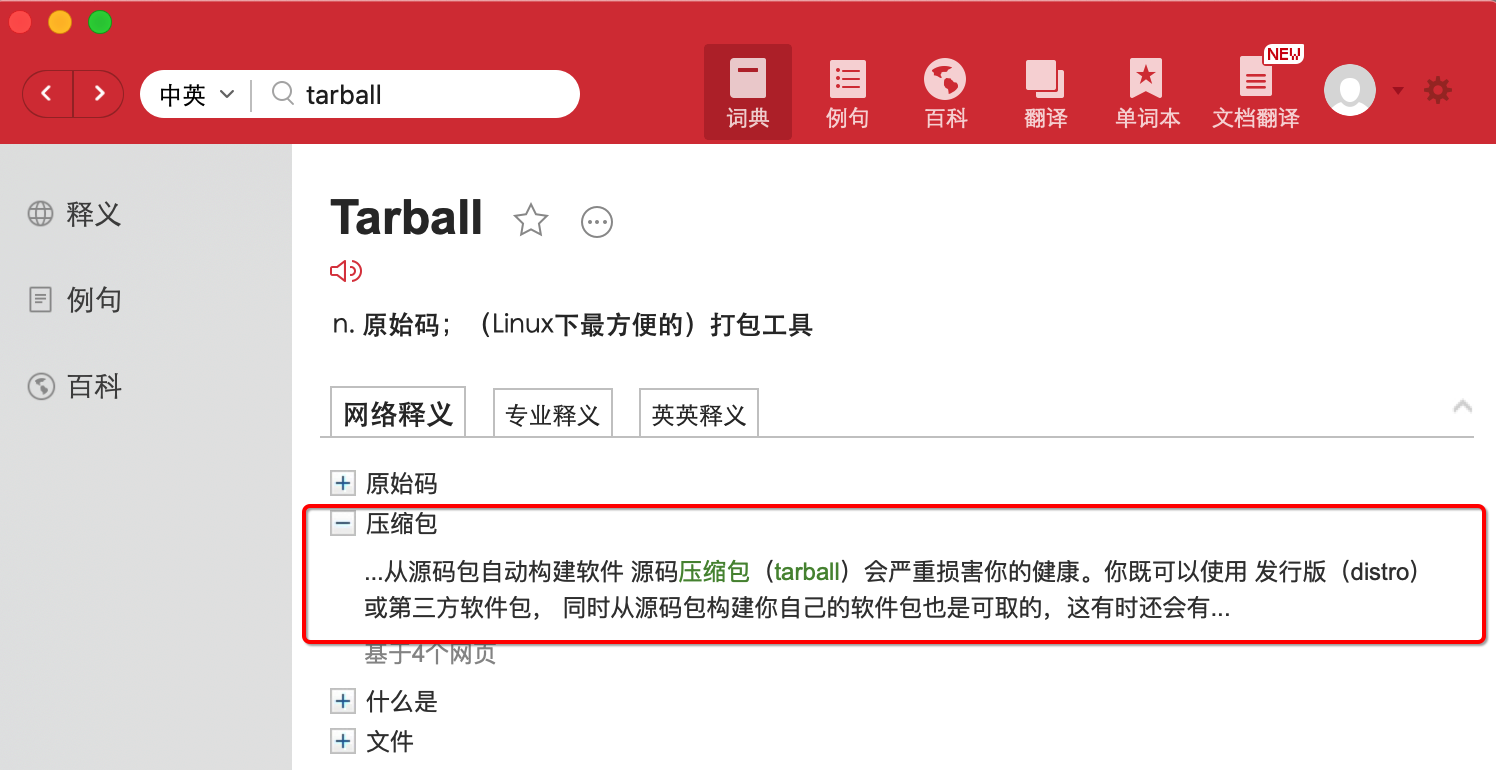 中英
tarball
词典
例句
百科
翻译
单词本
NEW
文档翻译
释义
例句
百科
Tarball
n. 原始码；（Linux下最方便的）打包工具
网络释义
专业释义
英英释义
原始码
压缩包
...从源码包自动构建软件 源码压缩包（tarball）会严重损害你的健康。你既可以使用 发行版（distro）
或第三方软件包， 同时从源码包构建你自己的软件包也是可取的，这有时还会有...
基于4个网页
什么是
文件